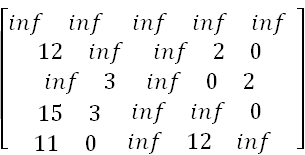 inf inf inf inf inf
12 inf inf 2 0
inf 3 inf 0 2
15 3 inf inf 0
11 0 inf 12 inf